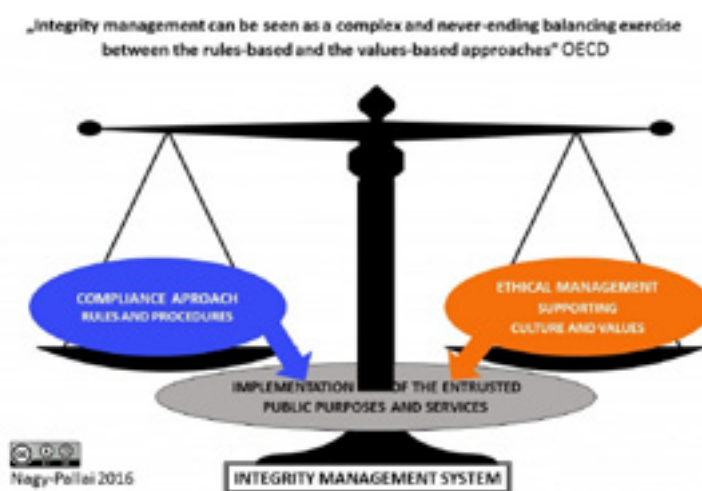 „Integrity management can be seen as a complex and never-ending balancing exercise
between the rules-based and the values-based approaches" OECD
COMPLIANCE APROACH
RULES AND PROCEDURES
ETHICAL MANAGEMENT
SUPPORTING
CULTURE AND VALUES
IMPLEMENTATION OF THE ENTRUSTED
PUBLIC PURPOSES AND SERVICES
Nagy-Pallai 2016
INTEGRITY MANAGEMENT SYSTEM